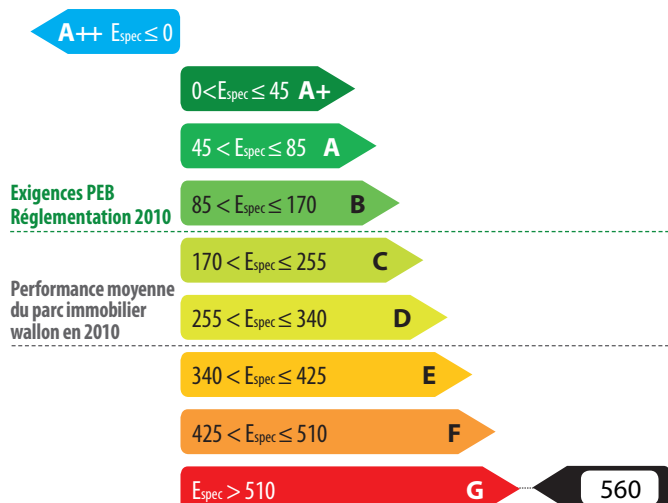 A++ Espec ≤ 0
0<Espec ≤ 45 A+
45 < Espec ≤ 85 A
Exigences PEB
Réglementation 2010
85 < Espec ≤ 170 B
170 < Espec ≤ 255 C
Performance moyenne
du parc immobilier
wallon en 2010
255 < Espec ≤ 340 D
340 < Espec ≤ 425 E
425 < Espec ≤ 510 F
Espec > 510 G 560